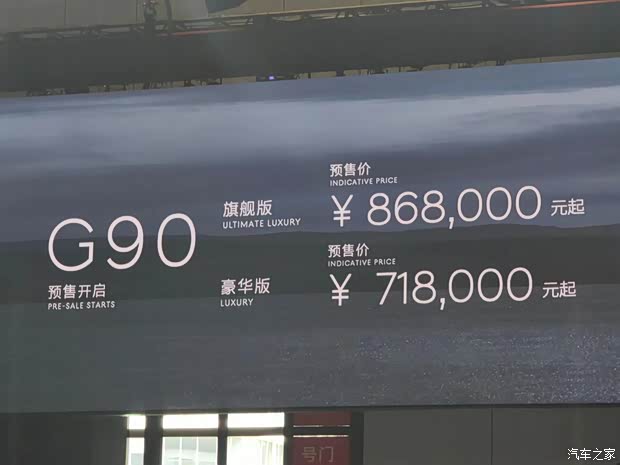 G90
预售开启
PRE-SALE STARTS
旗舰版
ULTIMATE LUXURY
预售价
INDICATIVE PRICE
¥ 868,000 元起
豪华版
LUXURY
预售价
INDICATIVE PRICE
¥ 718,000 元起
号门
汽车之家